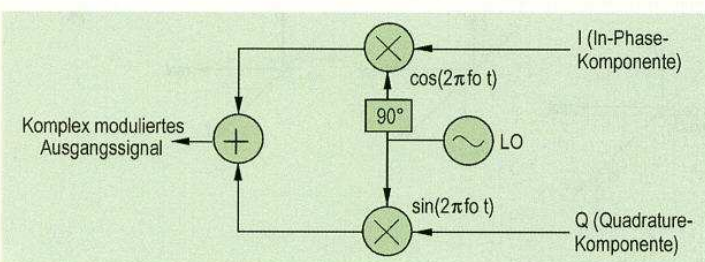 I (In-Phase-
Komponente)
cos(2πfo t)
90°
Komplex moduliertes
Ausgangssignal
LO
sin(2πfo t)
Q (Quadrature-
Komponente)